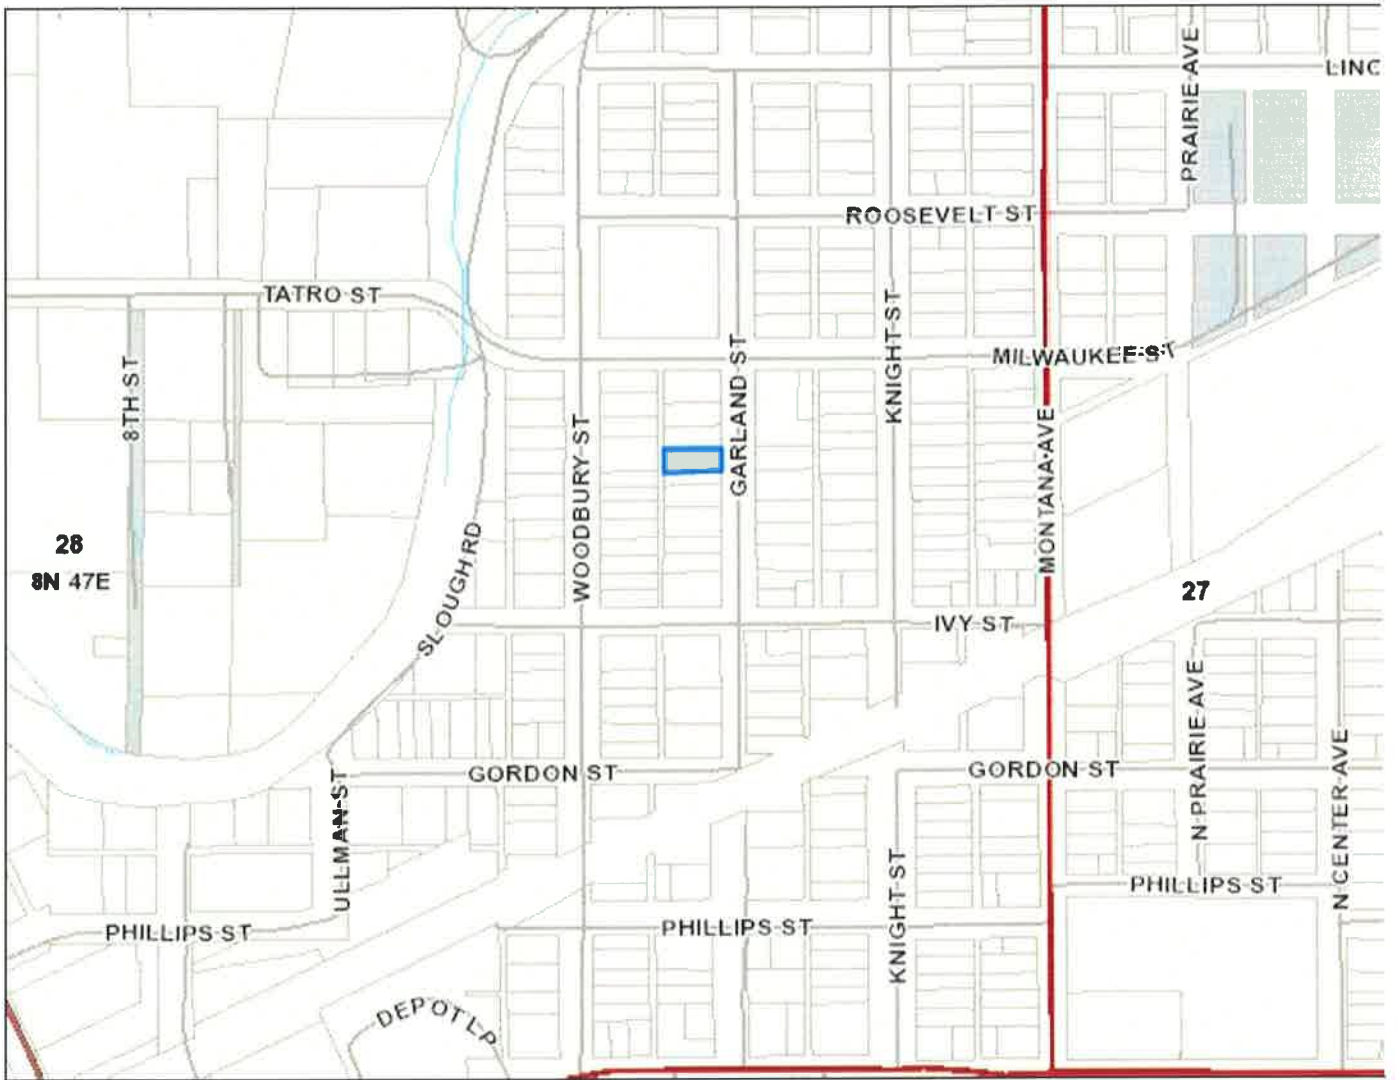 LINC
PRAIRIE AVE
ROOSEVELT ST
TATRO ST
MILWAUKEE ST
8TH ST
WOODBURY ST
GARLAND ST
KNIGHT ST
MONTANA AVE
28
8N 47E
SLOUGH RD
27
IVY ST
GORDON ST
GORDON ST
ULLMAN ST
N PRAIRIE AVE
N CENTER AVE
PHILLIPS ST
PHILLIPS ST
PHILLIPS ST
KNIGHT ST
DEPOT LP